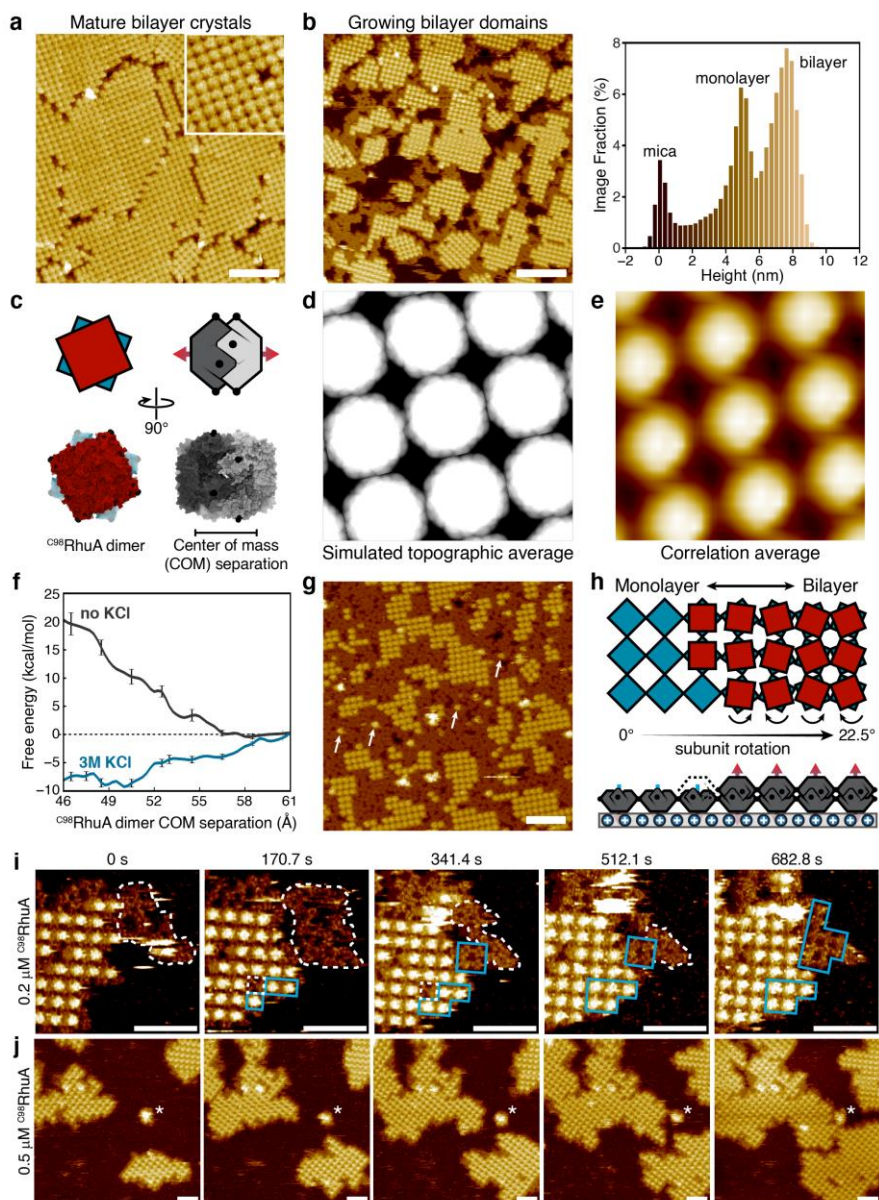 a Mature bilayer crystals
b Growing bilayer domains
Image Fraction (%)
8
6
4
2
0
mica
monolayer
bilayer
−2 0 2 4 6 8 10 12
Height (nm)
c
90°
C98RhuA dimer
Center of mass
(COM) separation
d
Simulated topographic average
e
Correlation average
f
Free energy (kcal/mol)
25
20
15
10
5
0
−5
−10
no KCl
3M KCl
46 49 52 55 58 61
C98RhuA dimer COM separation (Å)
g
h
Monolayer Bilayer
0° 22.5°
subunit rotation
+ + + + + + + + + + + + + +
i
0 s 170.7 s 341.4 s 512.1 s 682.8 s
0.2 μM C98RhuA
j
0.5 μM C98RhuA
* * * * *